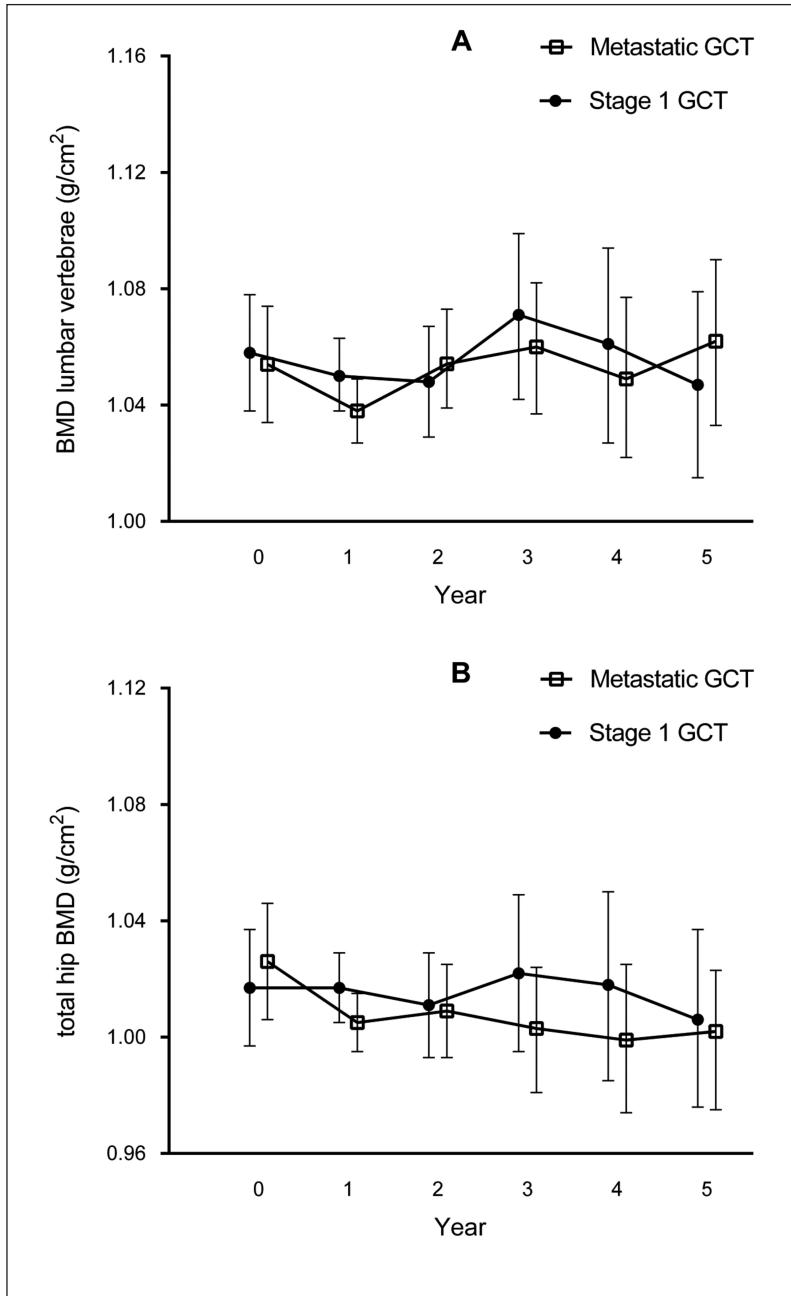 A
Metastatic GCT
Stage 1 GCT
BMD lumbar vertebrae (g/cm²)
1.16
1.12
1.08
1.04
1.00
0 1 2 3 4 5
Year
B
Metastatic GCT
Stage 1 GCT
total hip BMD (g/cm²)
1.12
1.08
1.04
1.00
0.96
0 1 2 3 4 5
Year